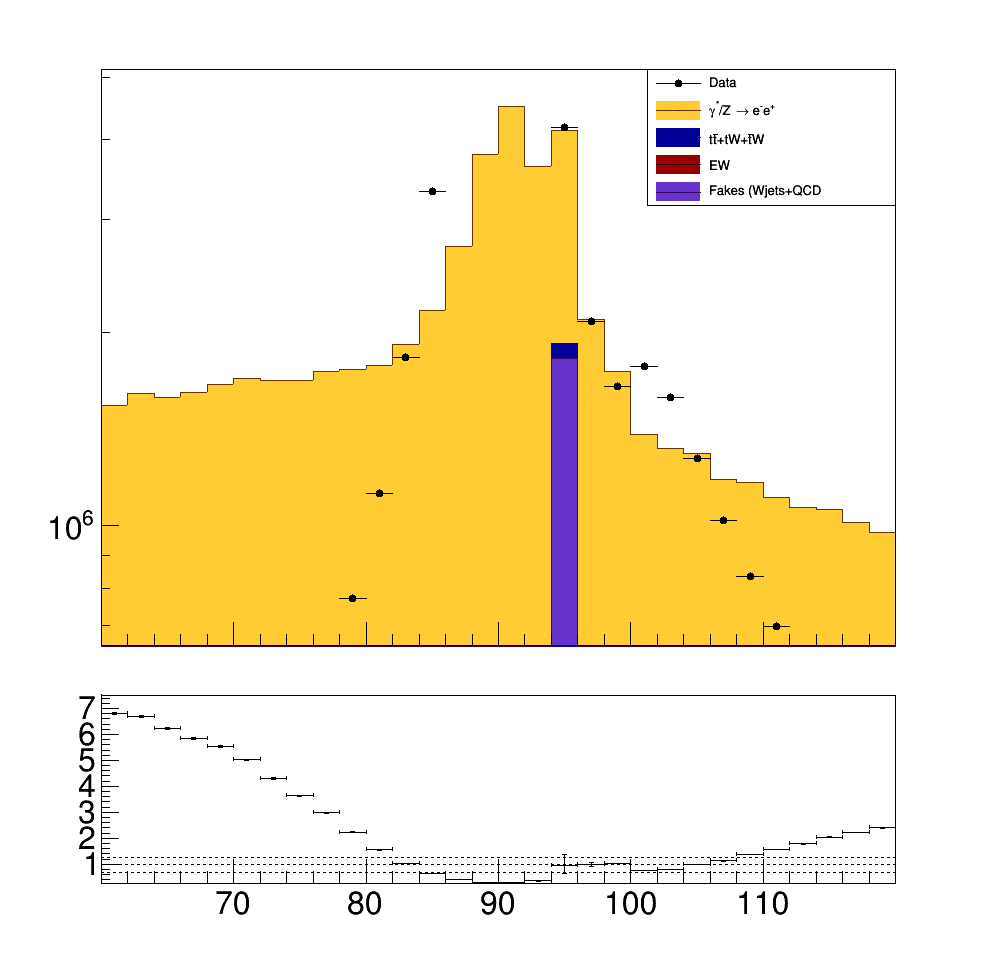 Data
γ*/Z → e⁻e⁺
tt̄+tW+t̄W
EW
Fakes (Wjets+QCD
10⁶
7
6
5
4
3
2
1
70 80 90 100 110